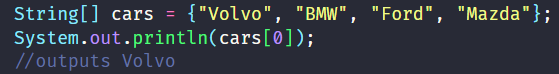 String[] cars = {"Volvo", "BMW", "Ford", "Mazda"};
System.out.println(cars[0]);
//outputs Volvo